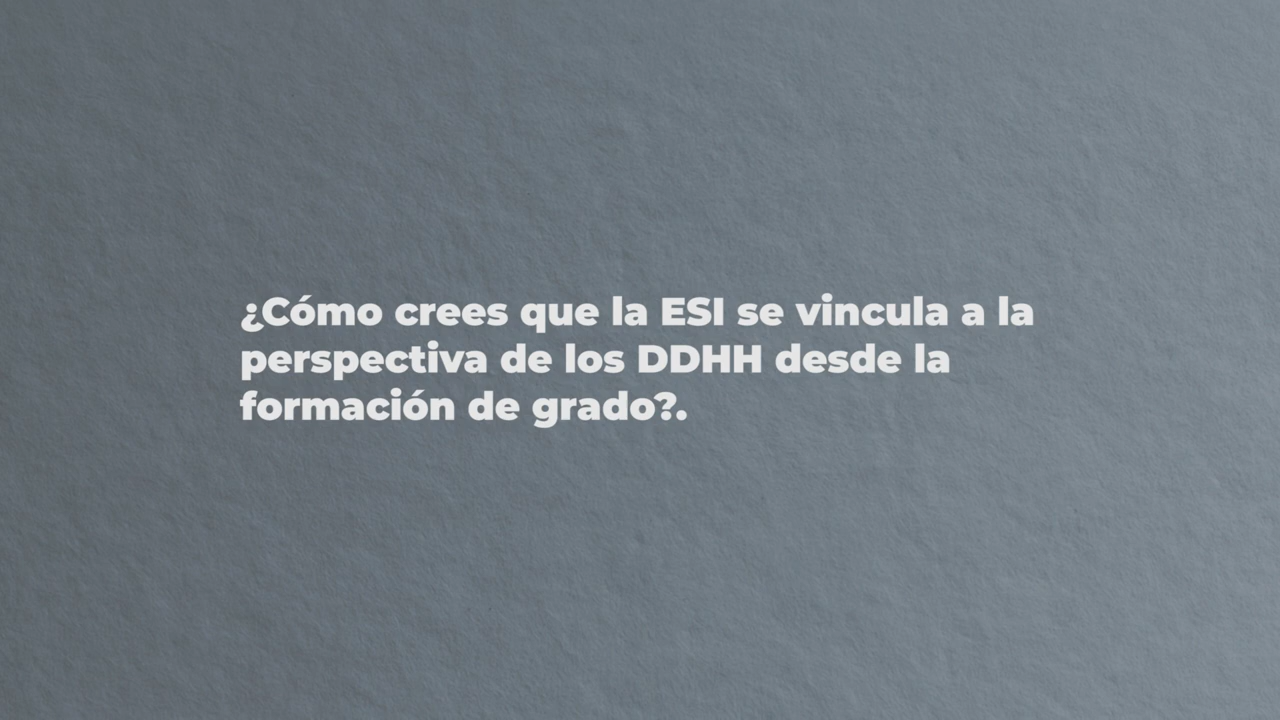 ¿Cómo crees que la ESI se vincula a la
perspectiva de los DDHH desde la
formación de grado?.